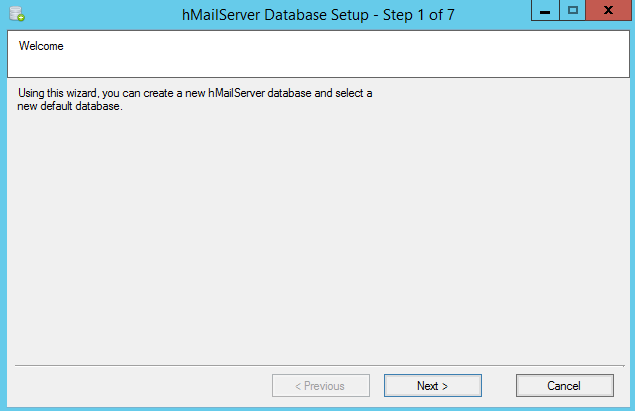 hMailServer Database Setup - Step 1 of 7
Welcome
Using this wizard, you can create a new hMailServer database and select a
new default database.
< Previous Next > Cancel